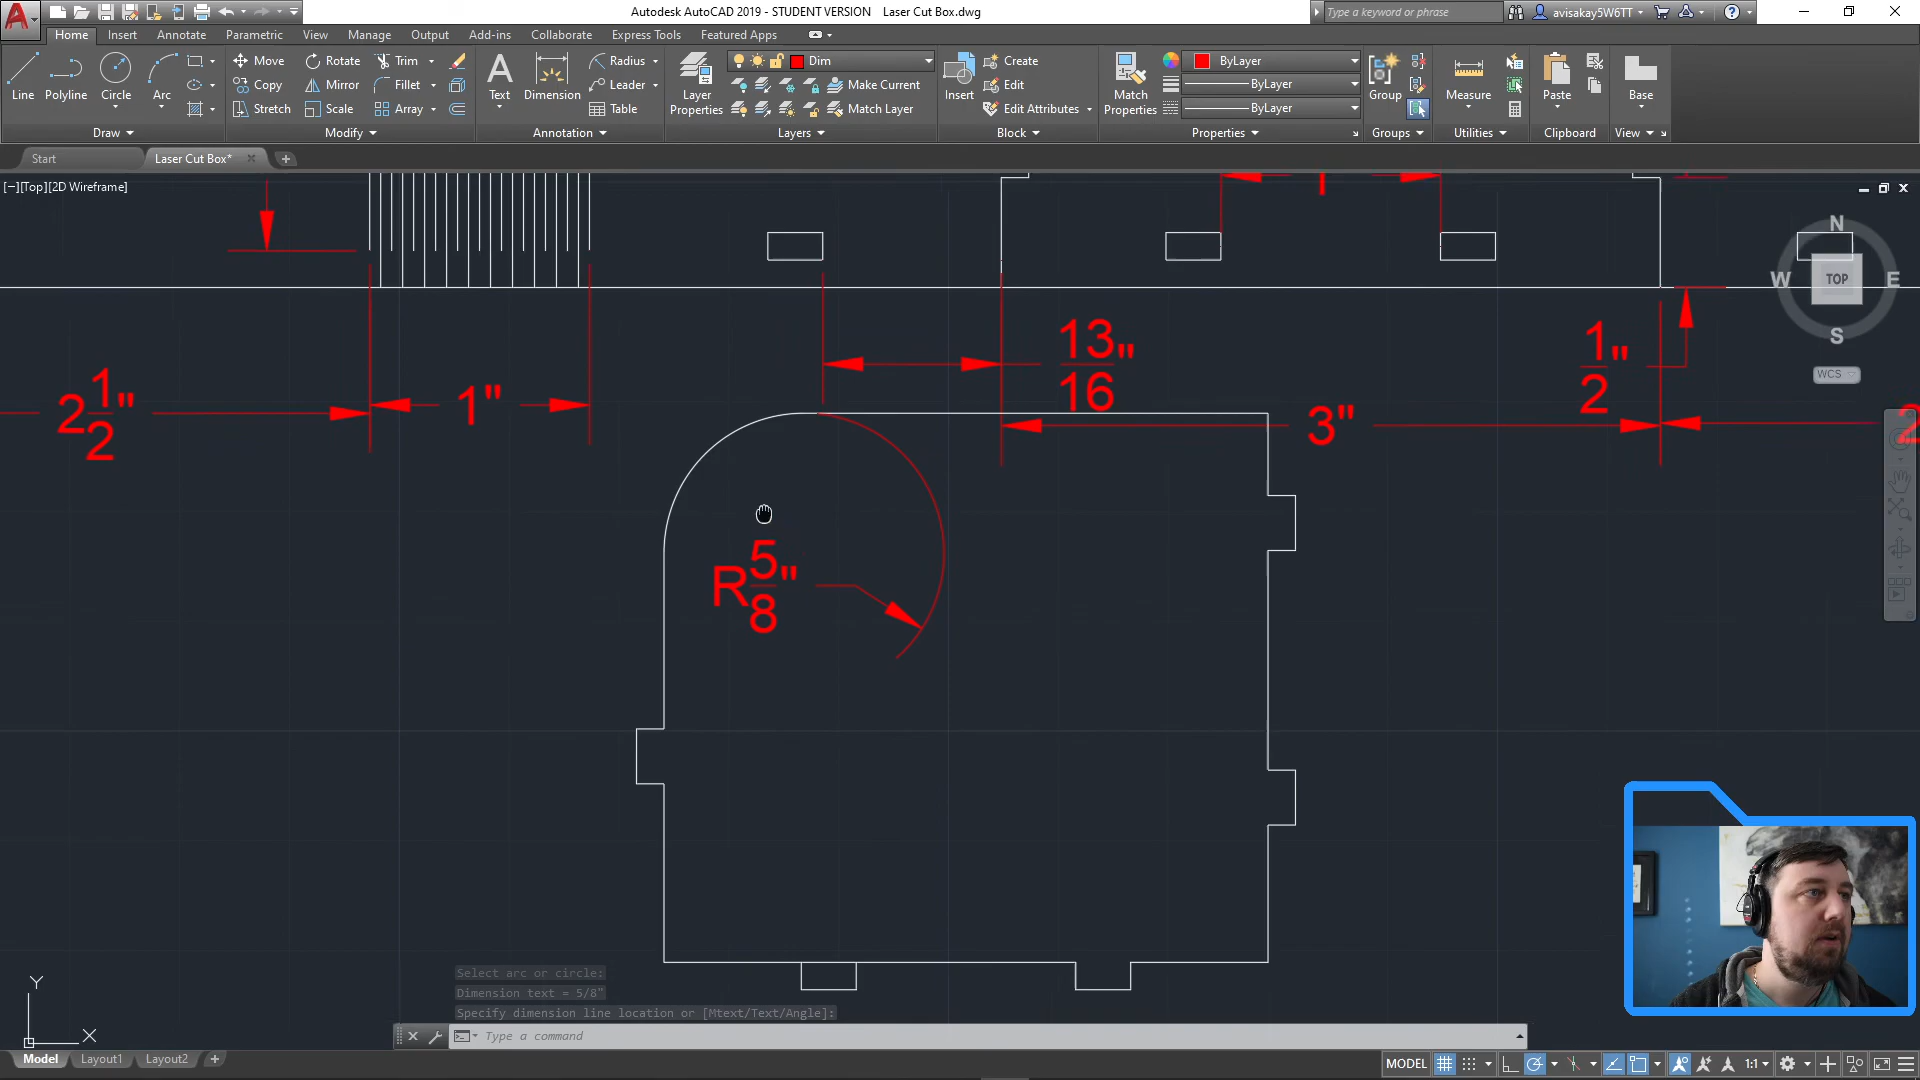 Autodesk AutoCAD 2019 - STUDENT VERSION Laser Cut Box.dwg
Type a keyword or phrase
avisakay5W6TT
Home Insert Annotate Parametric View Manage Output Add-ins Collaborate Express Tools Featured Apps
Line Polyline Circle Arc
Move Rotate Trim
Copy Mirror Fillet
Stretch Scale Array
Text Dimension
Radius
Leader
Table
Layer Properties
Dim
Make Current
Match Layer
Insert
Create
Edit
Edit Attributes
Match Properties
ByLayer
ByLayer
ByLayer
Group Measure Paste Base
Draw Modify Annotation Layers Block Properties Groups Utilities Clipboard View
Start Laser Cut Box*
[−][Top][2D Wireframe]
1
N
W TOP E
S
WCS
13/16"
1/2"
2 1/2"
1"
3"
2
R5/8"
Y
X
Select arc or circle:
Dimension text = 5/8"
Specify dimension line location or [Mtext/Text/Angle]:
Type a command
Model Layout1 Layout2
MODEL 1:1